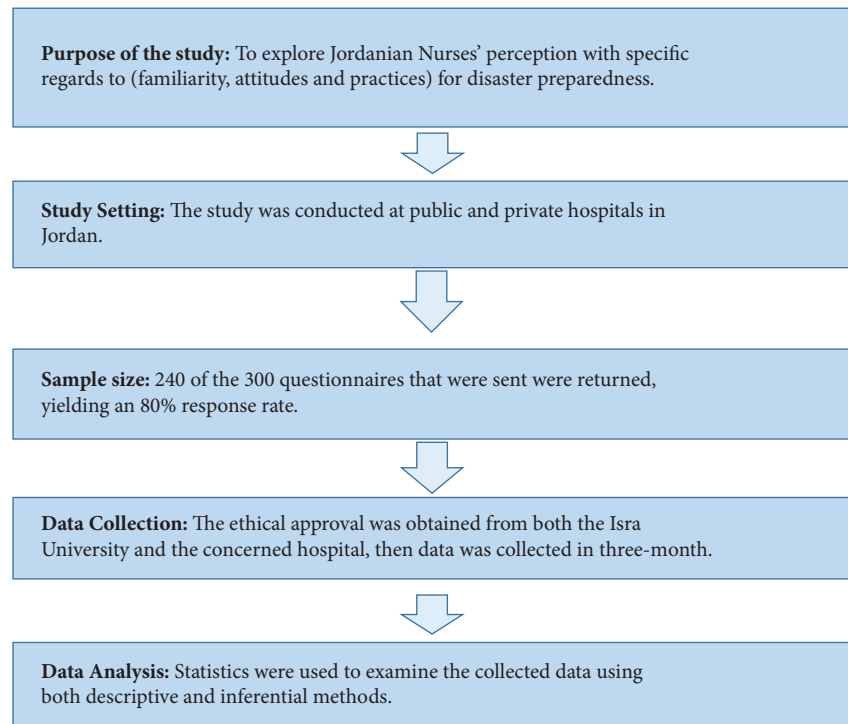 Purpose of the study: To explore Jordanian Nurses’ perception with specific
regards to (familiarity, attitudes and practices) for disaster preparedness.
Study Setting: The study was conducted at public and private hospitals in
Jordan.
Sample size: 240 of the 300 questionnaires that were sent were returned,
yielding an 80% response rate.
Data Collection: The ethical approval was obtained from both the Isra
University and the concerned hospital, then data was collected in three-month.
Data Analysis: Statistics were used to examine the collected data using
both descriptive and inferential methods.